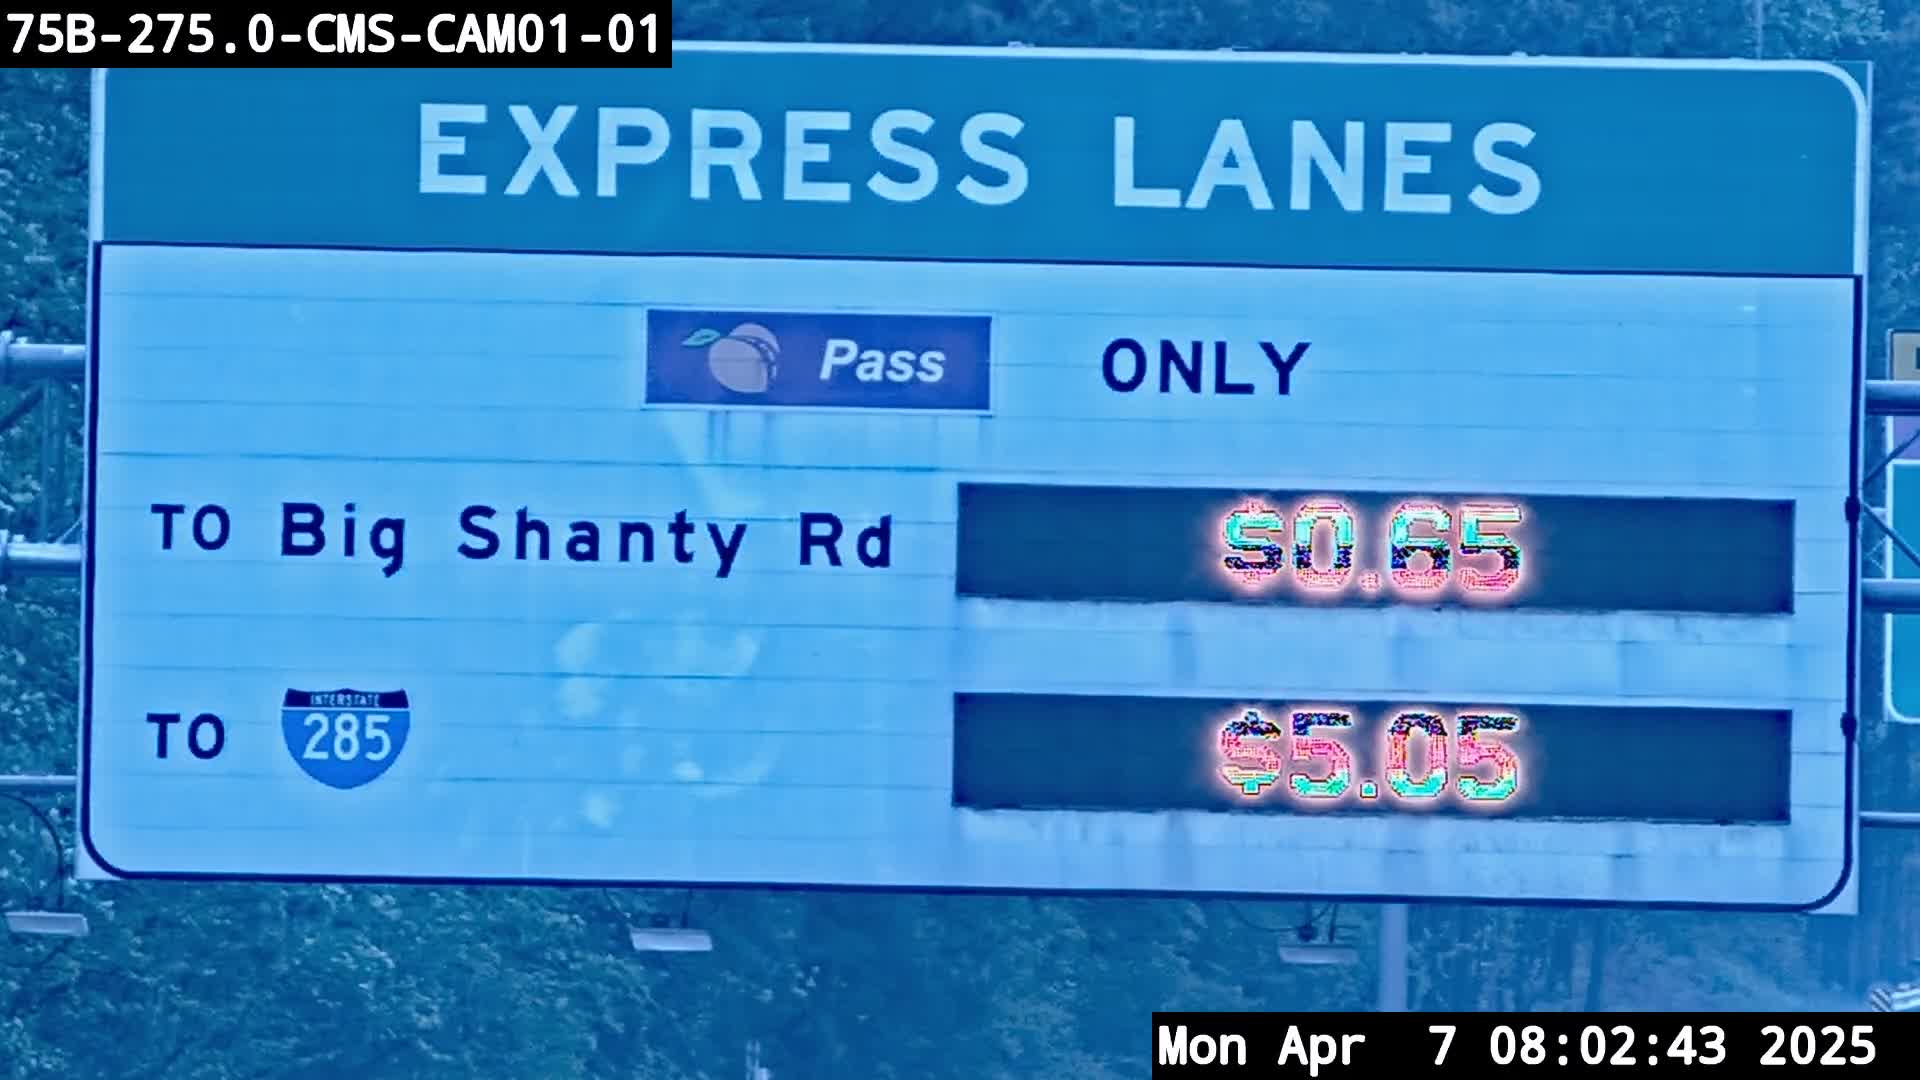 75B-275.0-CMS-CAM01-01
EXPRESS LANES
Pass ONLY
TO Big Shanty Rd $0.65
INTERSTATE
TO 285 $5.05
Mon Apr 7 08:02:43 2025